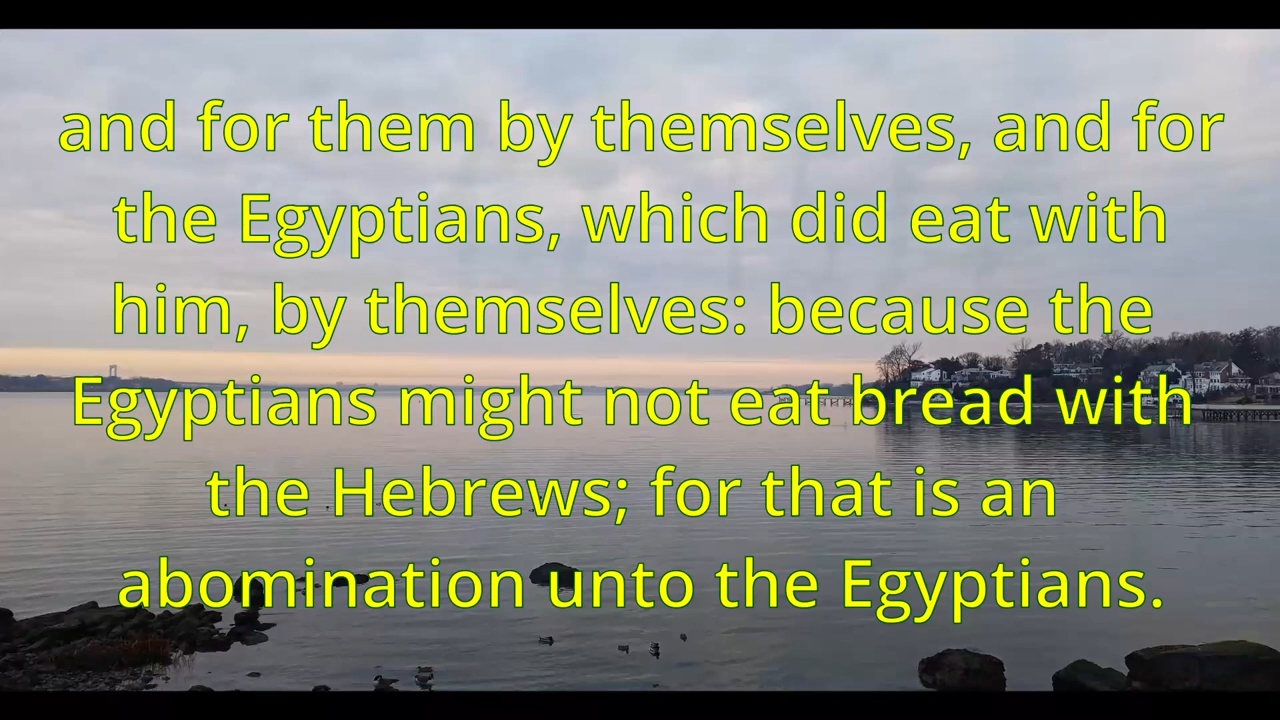 and for them by themselves, and for
the Egyptians, which did eat with
him, by themselves: because the
Egyptians might not eat bread with
the Hebrews; for that is an
abomination unto the Egyptians.